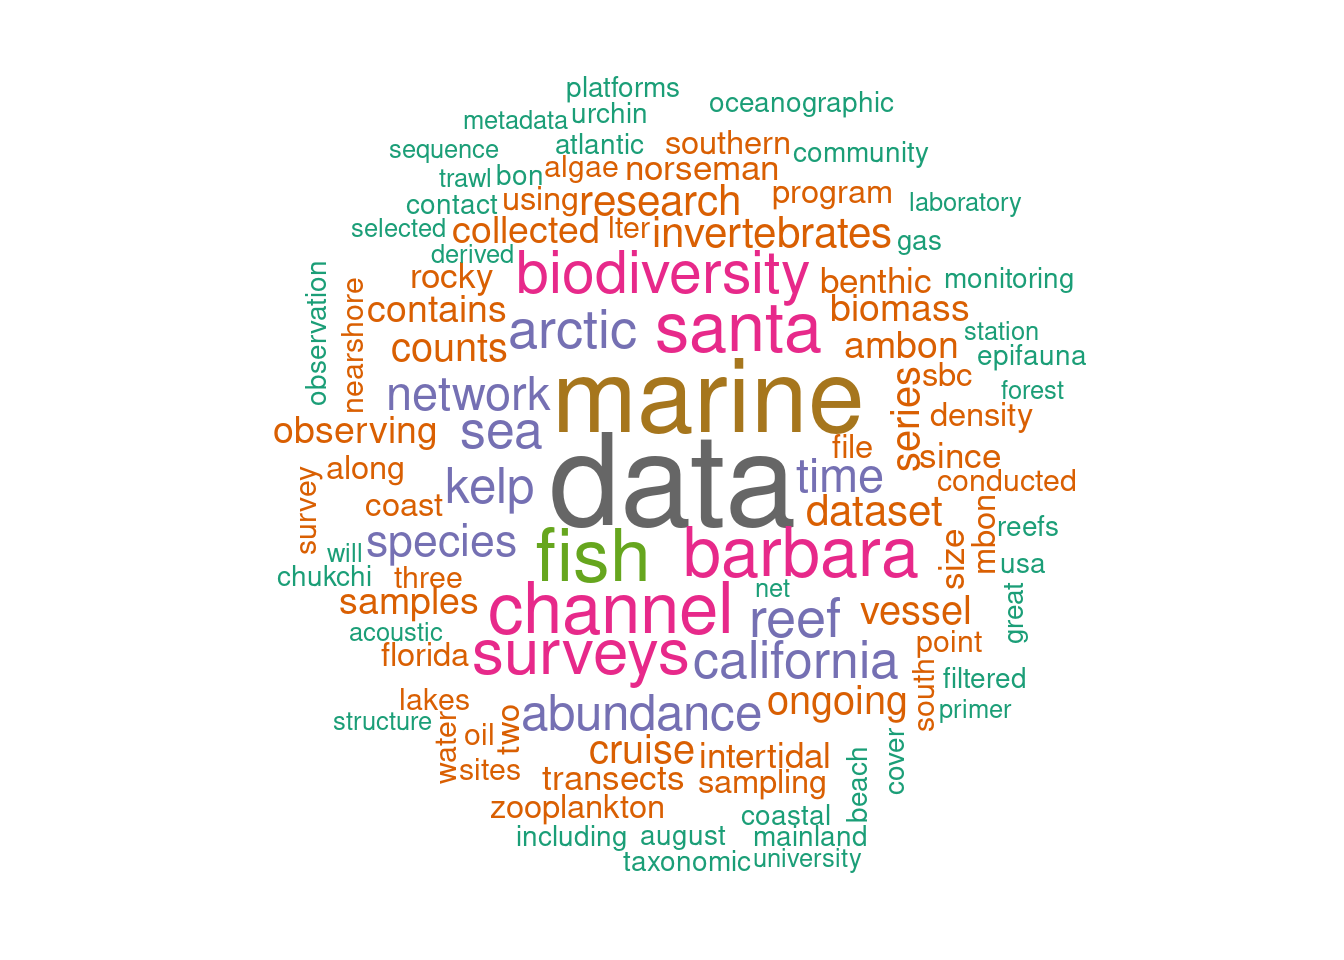 platforms
oceanographic
metadata urchin
sequence atlantic southern community
trawl bon algae norseman
contact using research program laboratory
selected collected lter invertebrates gas
derived
rocky biodiversity benthic monitoring
observation nearshore contains arctic santa biomass station
counts ambon epifauna
network marine series sbc forest
observing sea density
survey along kelp data time file since
coast dataset conducted
will species fish barbara size mbon reefs
chukchi three net usa
samples channel reef vessel great
acoustic
florida surveys california south point
filtered
lakes ongoing primer
structure water oil two abundance
sites cruise intertidal cover
transects sampling beach
zooplankton coastal
including august mainland
taxonomic university